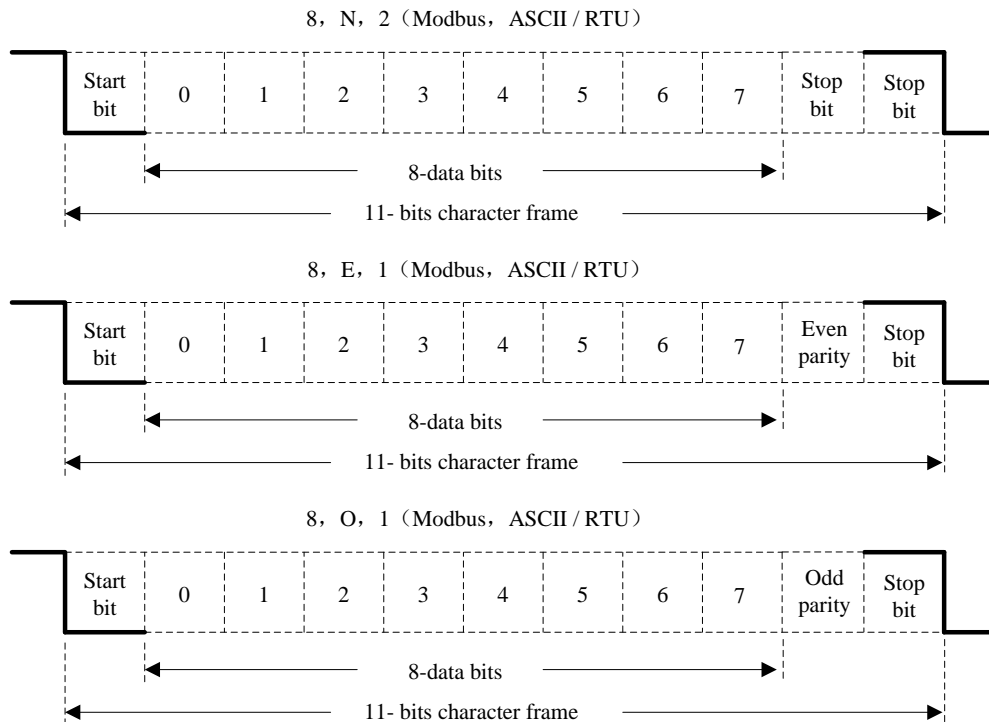 8，N，2（Modbus，ASCII / RTU）
Start bit 0 1 2 3 4 5 6 7 Stop bit Stop bit
8-data bits
11- bits character frame
8，E，1（Modbus，ASCII / RTU）
Start bit 0 1 2 3 4 5 6 7 Even parity Stop bit
8-data bits
11- bits character frame
8，O，1（Modbus，ASCII / RTU）
Start bit 0 1 2 3 4 5 6 7 Odd parity Stop bit
8-data bits
11- bits character frame